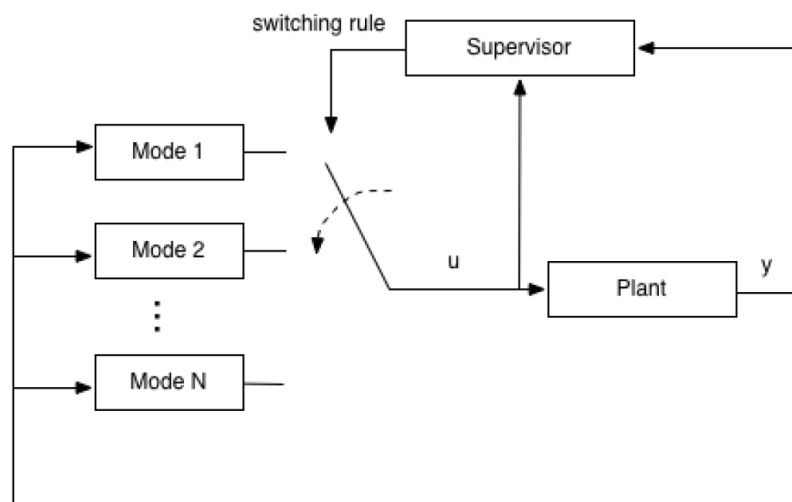 switching rule
Supervisor
Mode 1
Mode 2
u
Plant
y
Mode N